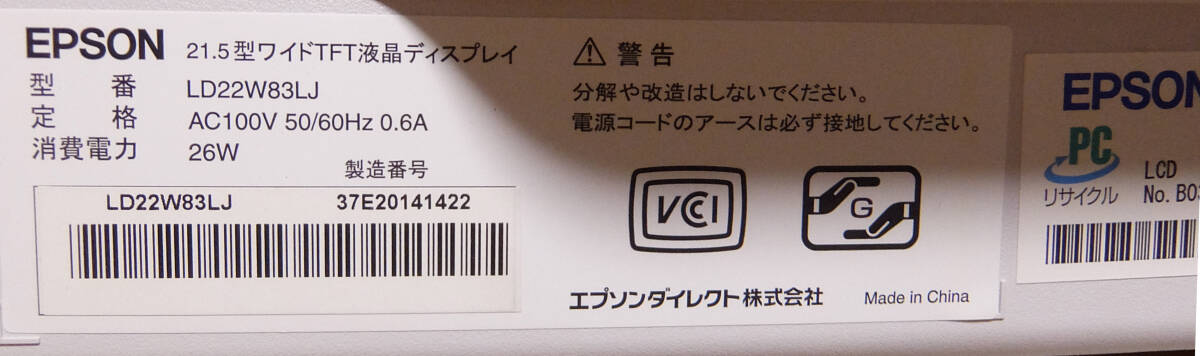 EPSON 21.5型ワイドTFT液晶ディスプレイ
型 番 LD22W83LJ
定 格 AC100V 50/60Hz 0.6A
消費電力 26W
製造番号
LD22W83LJ 37E20141422
⚠ 警告
分解や改造はしないでください。
電源コードのアースは必ず接地してください。
VCCI
G
エプソンダイレクト株式会社 Made in China
EPSON
PC
リサイクル
LCD
No. B03